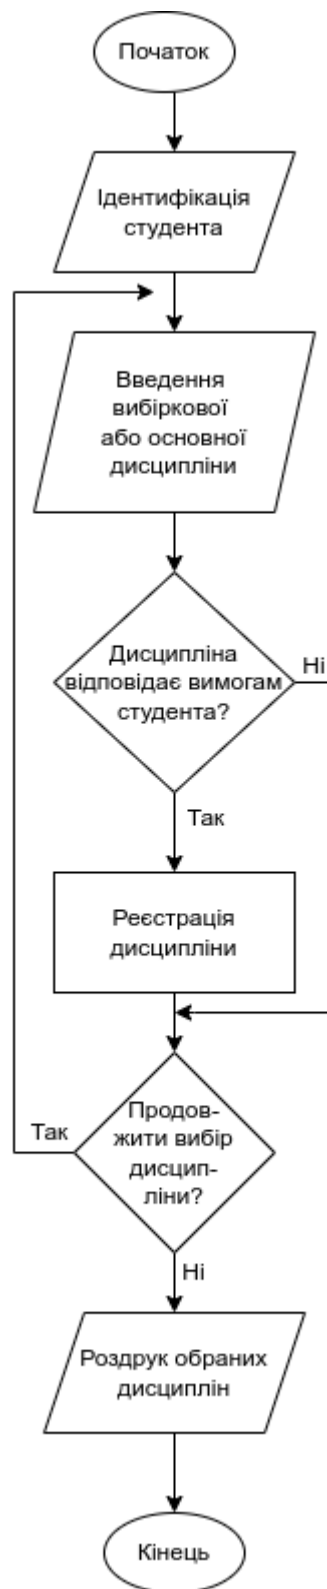 Початок
Ідентифікація
студента
Введення
вибіркової
або основної
дисципліни
Дисципліна
відповідає вимогам
студента?
Ні
Так
Реєстрація
дисципліни
Продов-
жити вибір
дисцип-
ліни?
Так
Ні
Роздрук обраних
дисциплін
Кінець